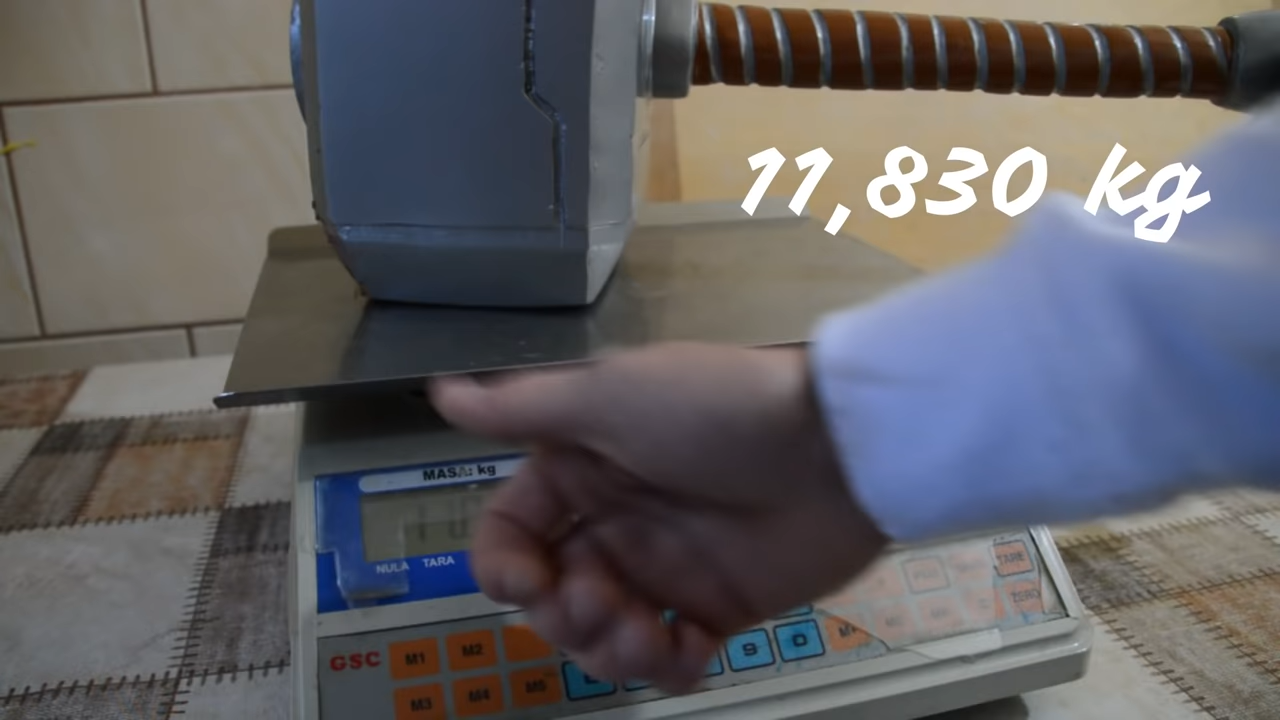 11,830 kg
MASA: kg
NULA TARA
TARE
ZERO
GSC M1 M2
M3 M4 M5
9 0 M+